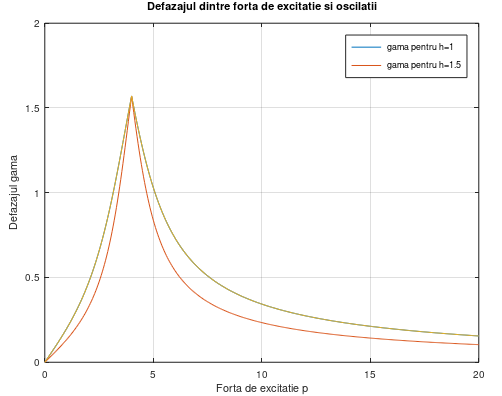 Defazajul dintre forta de excitatie si oscilatii
gama pentru h=1
gama pentru h=1.5
Defazajul gama
2
1.5
1
0.5
0
0
5
10
15
20
Forta de excitatie p